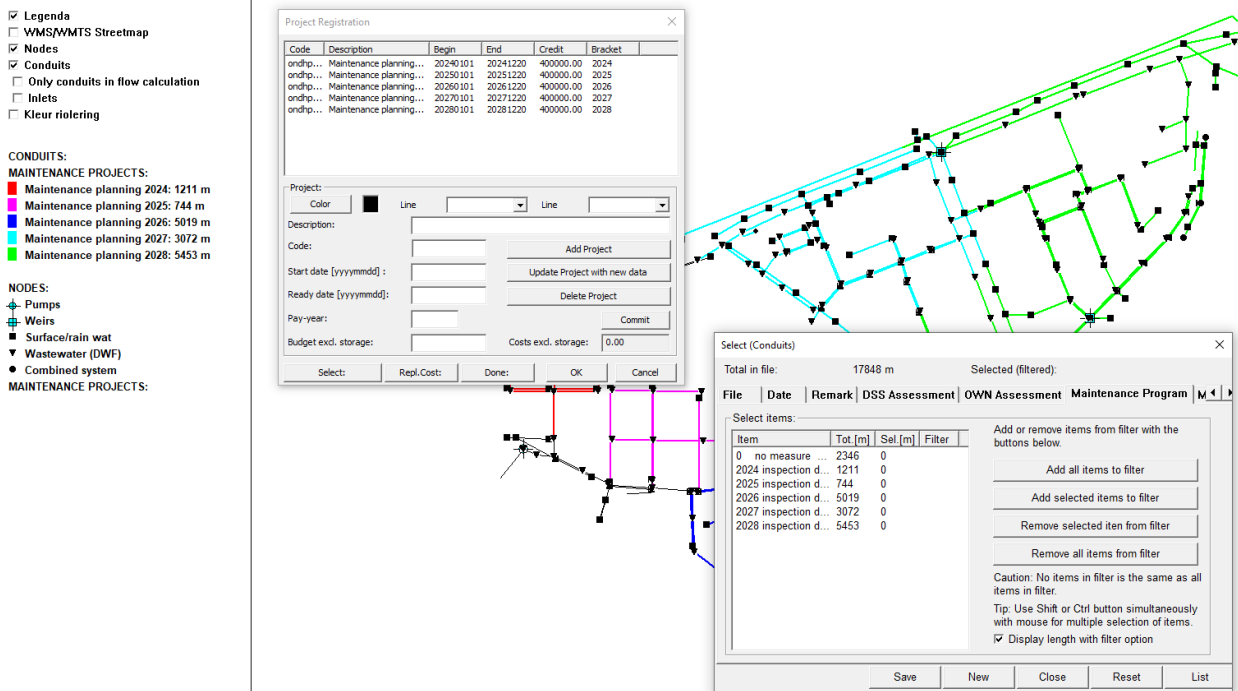 Legenda
WMS/WMTS Streetmap
Nodes
Conduits
Only conduits in flow calculation
Inlets
Kleur riolering
CONDUITS:
MAINTENANCE PROJECTS:
Maintenance planning 2024: 1211 m
Maintenance planning 2025: 744 m
Maintenance planning 2026: 5019 m
Maintenance planning 2027: 3072 m
Maintenance planning 2028: 5453 m
NODES:
Pumps
Weirs
Surface/rain wat
Wastewater (DWF)
Combined system
MAINTENANCE PROJECTS:
Project Registration
Code Description Begin End Credit Bracket
ondhp... Maintenance planning... 20240101 20241220 400000.00 2024
ondhp... Maintenance planning... 20250101 20251220 400000.00 2025
ondhp... Maintenance planning... 20260101 20261220 400000.00 2026
ondhp... Maintenance planning... 20270101 20271220 400000.00 2027
ondhp... Maintenance planning... 20280101 20281220 400000.00 2028
Project:
Color Line Line
Description:
Code: Add Project
Start date [yyyymmdd] : Update Project with new data
Ready date [yyyymmdd]: Delete Project
Pay-year: Commit
Budget excl. storage: Costs excl. storage: 0.00
Select: Repl.Cost: Done: OK Cancel
Select (Conduits)
Total in file: 17848 m Selected (filtered):
File Date Remark DSS Assessment OWN Assessment Maintenance Program M
Select items:
Item Tot.[m] Sel.[m] Filter
0 no measure ... 2346 0
2024 inspection d... 1211 0
2025 inspection d... 744 0
2026 inspection d... 5019 0
2027 inspection d... 3072 0
2028 inspection d... 5453 0
Add or remove items from filter with the
buttons below.
Add all items to filter
Add selected items to filter
Remove selected iten from filter
Remove all items from filter
Caution: No items in filter is the same as all
items in filter.
Tip: Use Shift or Ctrl button simultaneously
with mouse for multiple selection of items.
Display length with filter option
Save New Close Reset List